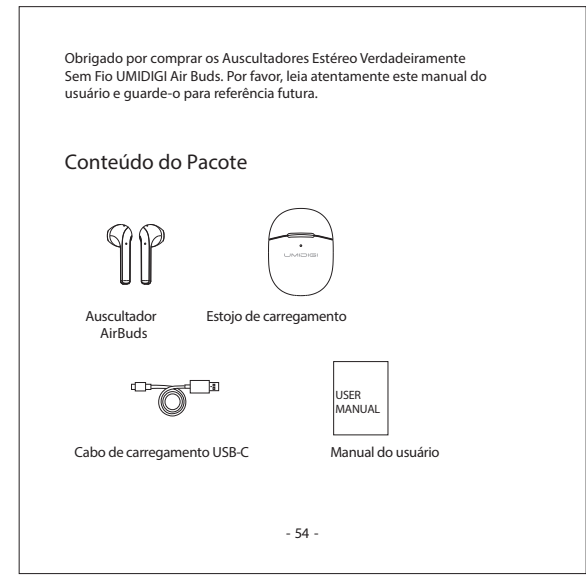 Obrigado por comprar os Auscultadores Estéreo Verdadeiramente
Sem Fio UMIDIGI Air Buds. Por favor, leia atentamente este manual do
usuário e guarde-o para referência futura.
Conteúdo do Pacote
UMIDIGI
Auscultador
AirBuds
Estojo de carregamento
USER
MANUAL
Cabo de carregamento USB-C
Manual do usuário
- 54 -